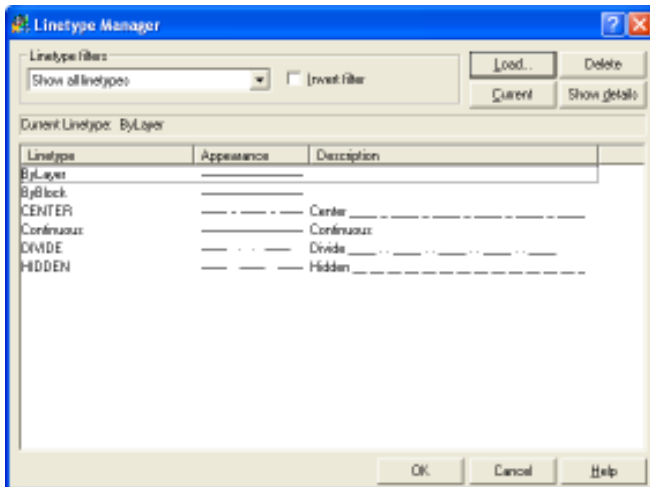 Linetype Manager
Linetype filters
Show all linetypes
Invert filter
Load...
Delete
Current
Show details
Current Linetype: ByLayer
Linetype Appearance Description
ByLayer
ByBlock
CENTER Center
Continuous Continuous
DIVIDE Divide
HIDDEN Hidden
OK Cancel Help